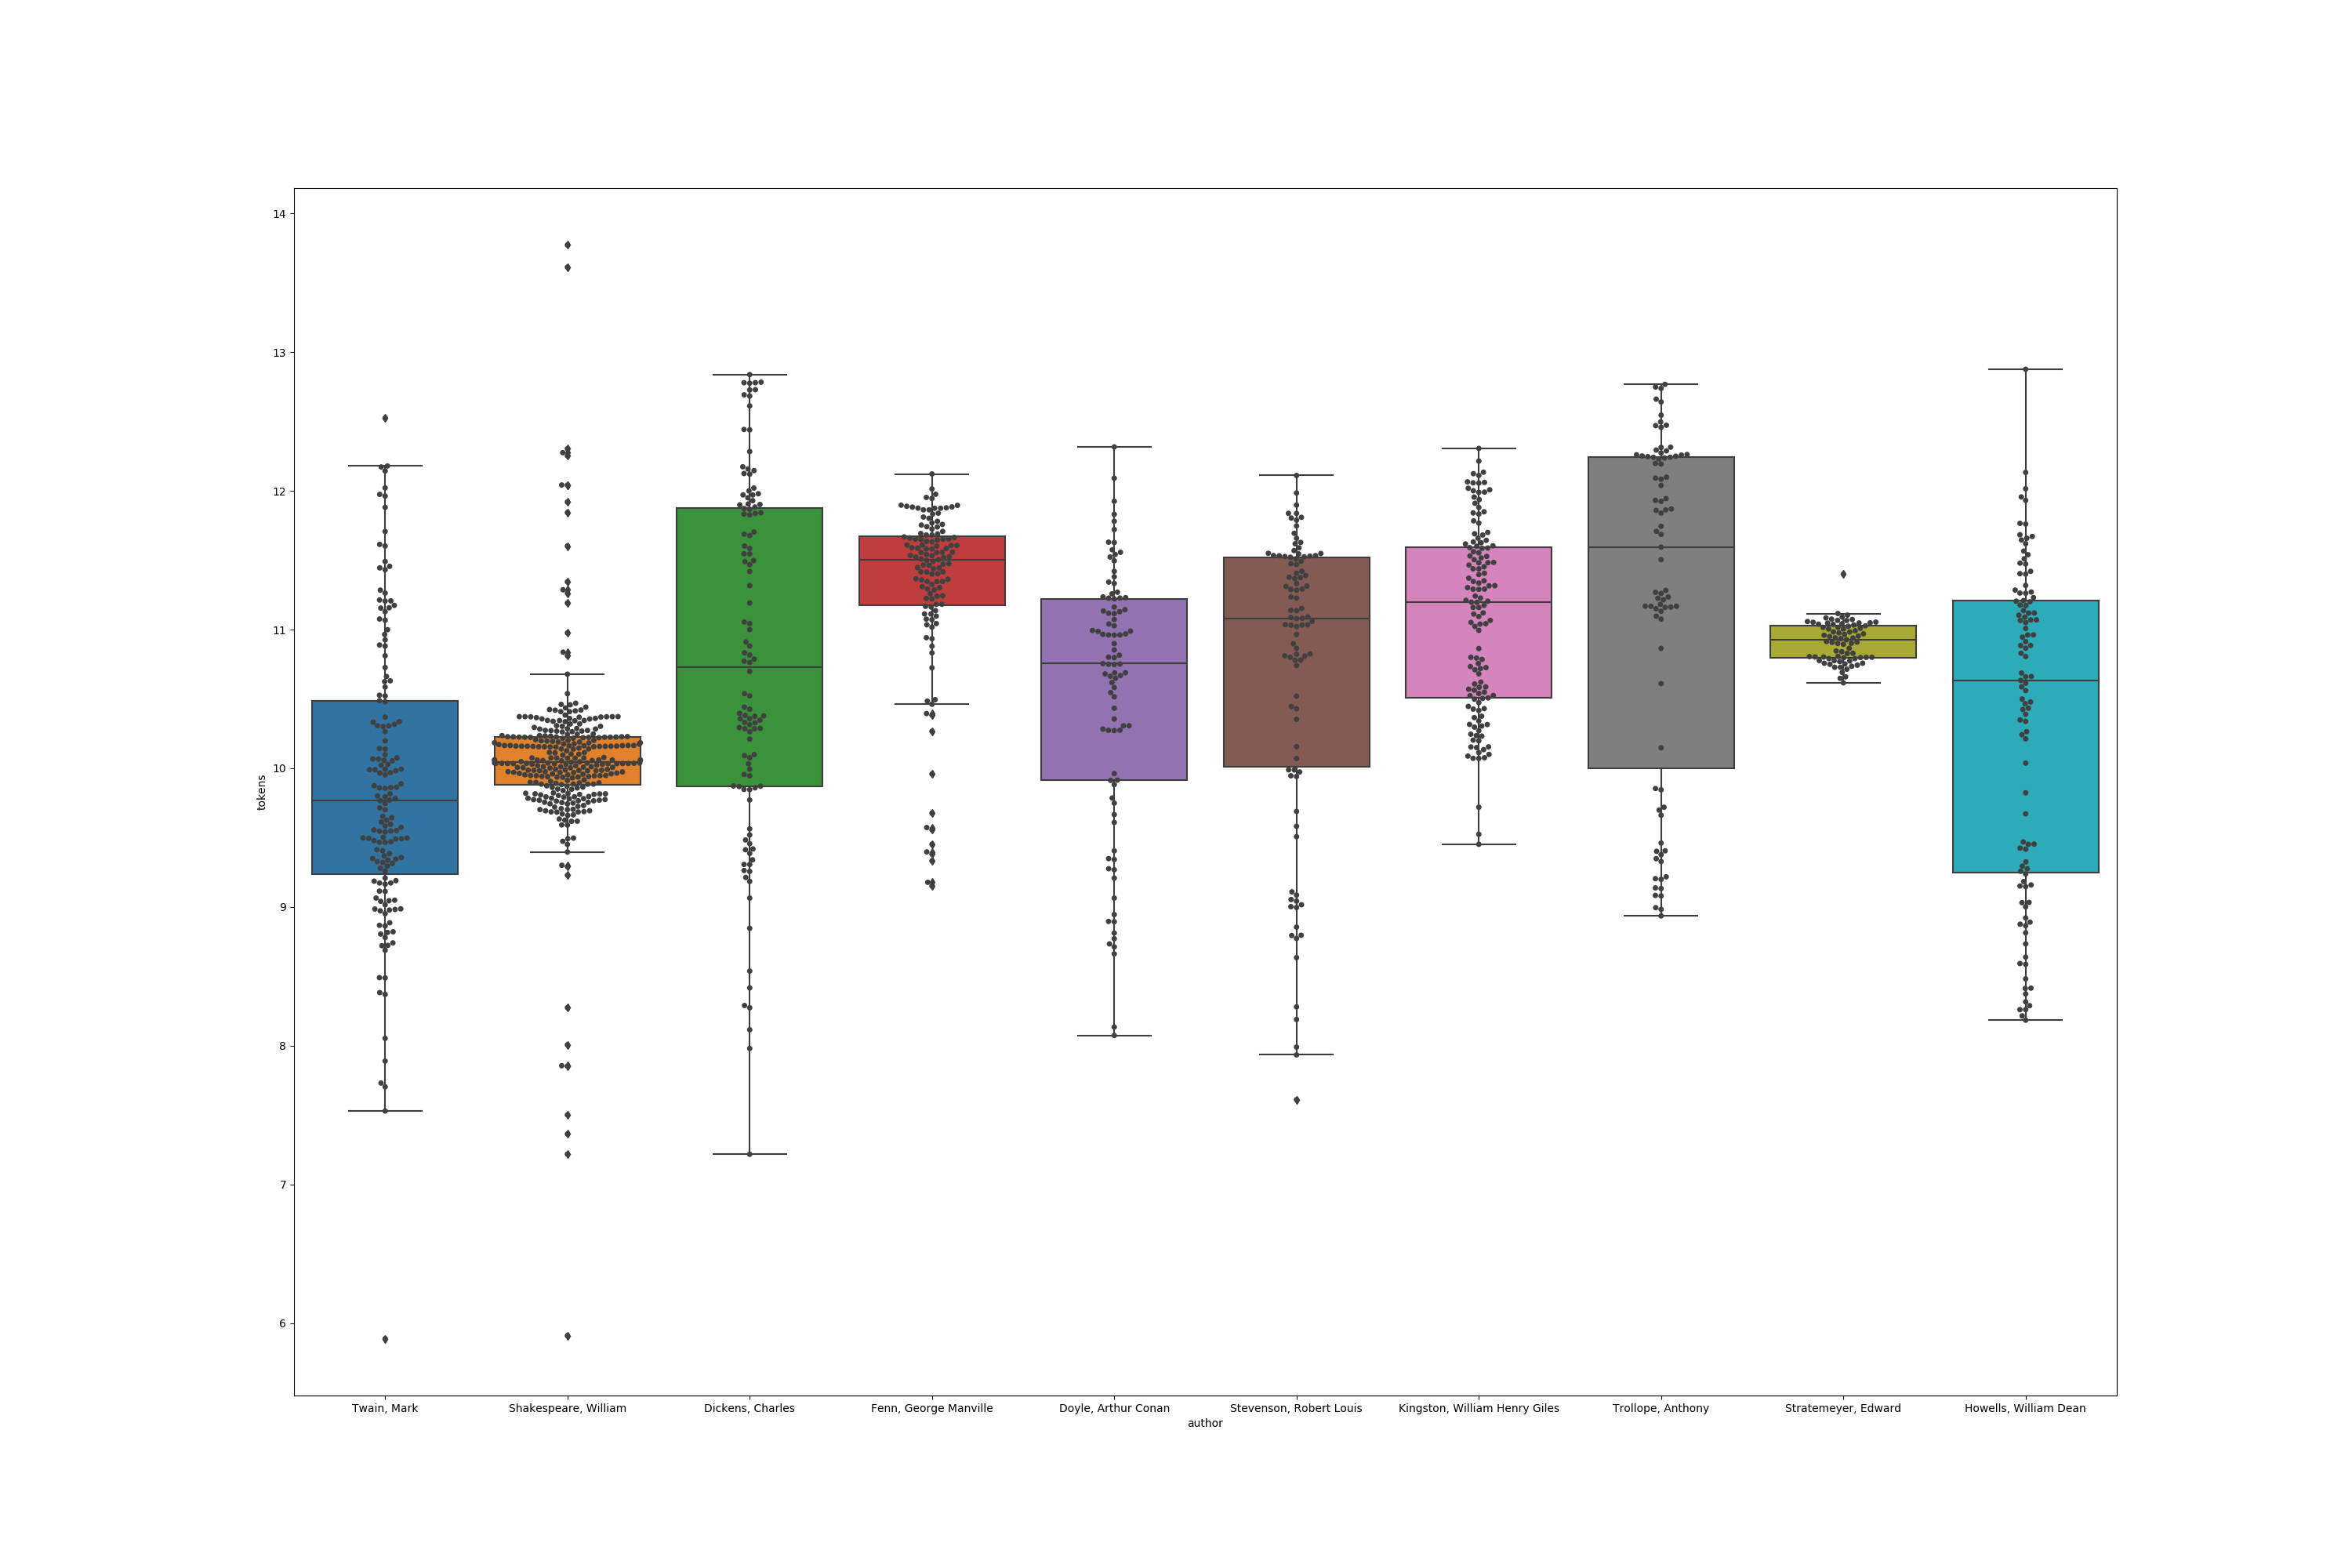 14
13
12
11
10
9
8
7
6
tokens
Twain, Mark
Shakespeare, William
Dickens, Charles
Fenn, George Manville
Doyle, Arthur Conan
Stevenson, Robert Louis
Kingston, William Henry Giles
Trollope, Anthony
Stratemeyer, Edward
Howells, William Dean
author